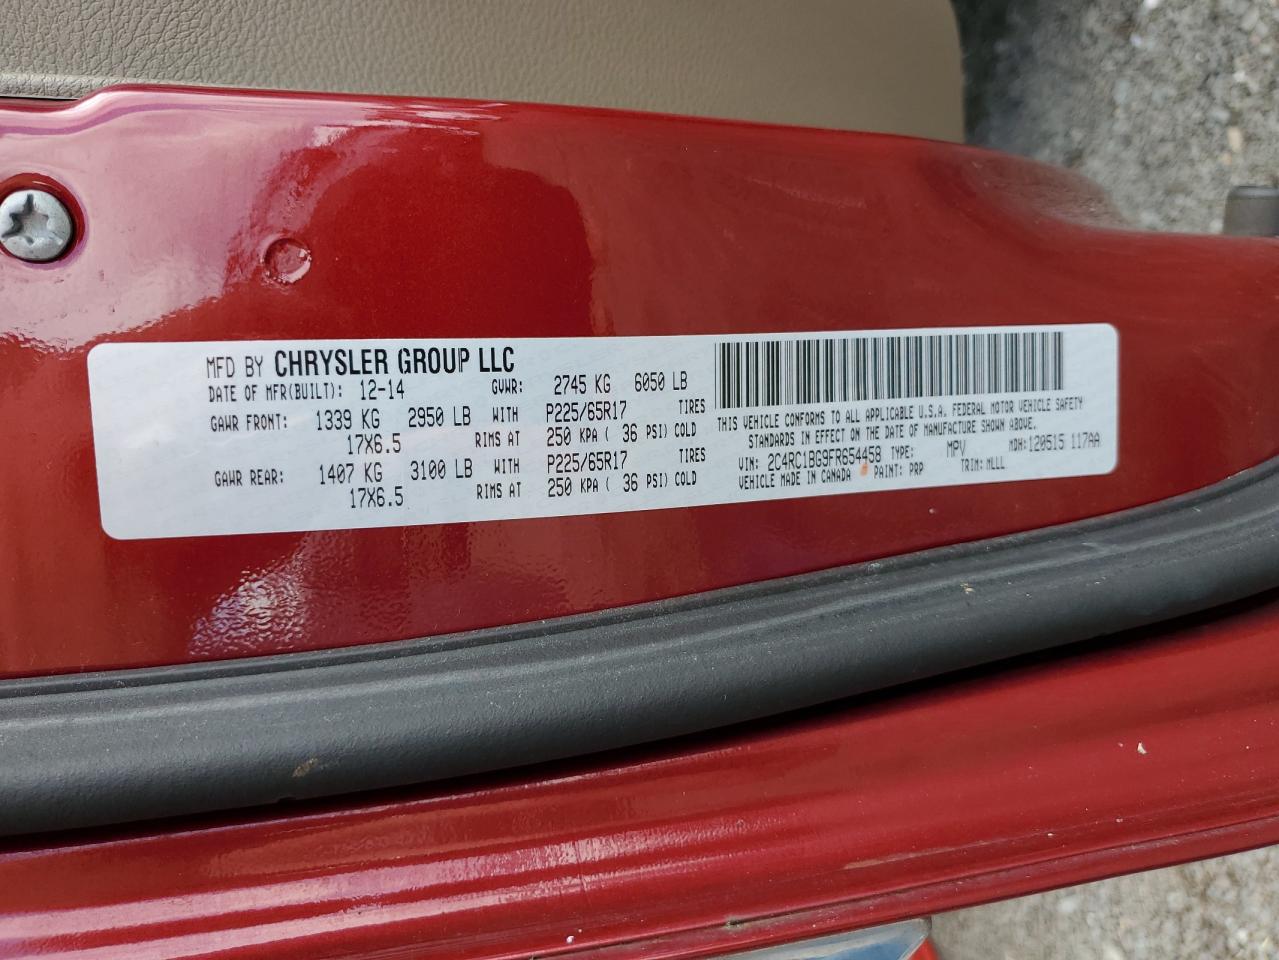 MFD BY CHRYSLER GROUP LLC
DATE OF MFR(BUILT): 12-14 GVWR: 2745 KG 6050 LB
GAWR FRONT: 1339 KG 2950 LB WITH P225/65R17 TIRES
17X6.5 RIMS AT 250 KPA ( 36 PSI) COLD
GAWR REAR: 1407 KG 3100 LB WITH P225/65R17 TIRES
17X6.5 RIMS AT 250 KPA ( 36 PSI) COLD
THIS VEHICLE CONFORMS TO ALL APPLICABLE U.S.A. FEDERAL MOTOR VEHICLE SAFETY
STANDARDS IN EFFECT ON THE DATE OF MANUFACTURE SHOWN ABOVE.
VIN: 2C4RC1BG9FR654458 TYPE: MPV MDH: 120515 117AA
VEHICLE MADE IN CANADA PAINT: PRP TRIM: MLLL